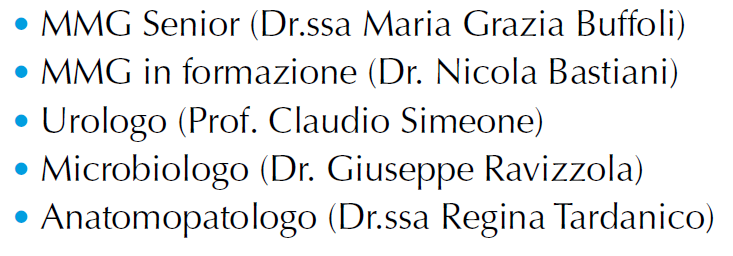 • MMG Senior (Dr.ssa Maria Grazia Buffoli)
• MMG in formazione (Dr. Nicola Bastiani)
• Urologo (Prof. Claudio Simeone)
• Microbiologo (Dr. Giuseppe Ravizzola)
• Anatomopatologo (Dr.ssa Regina Tardanico)